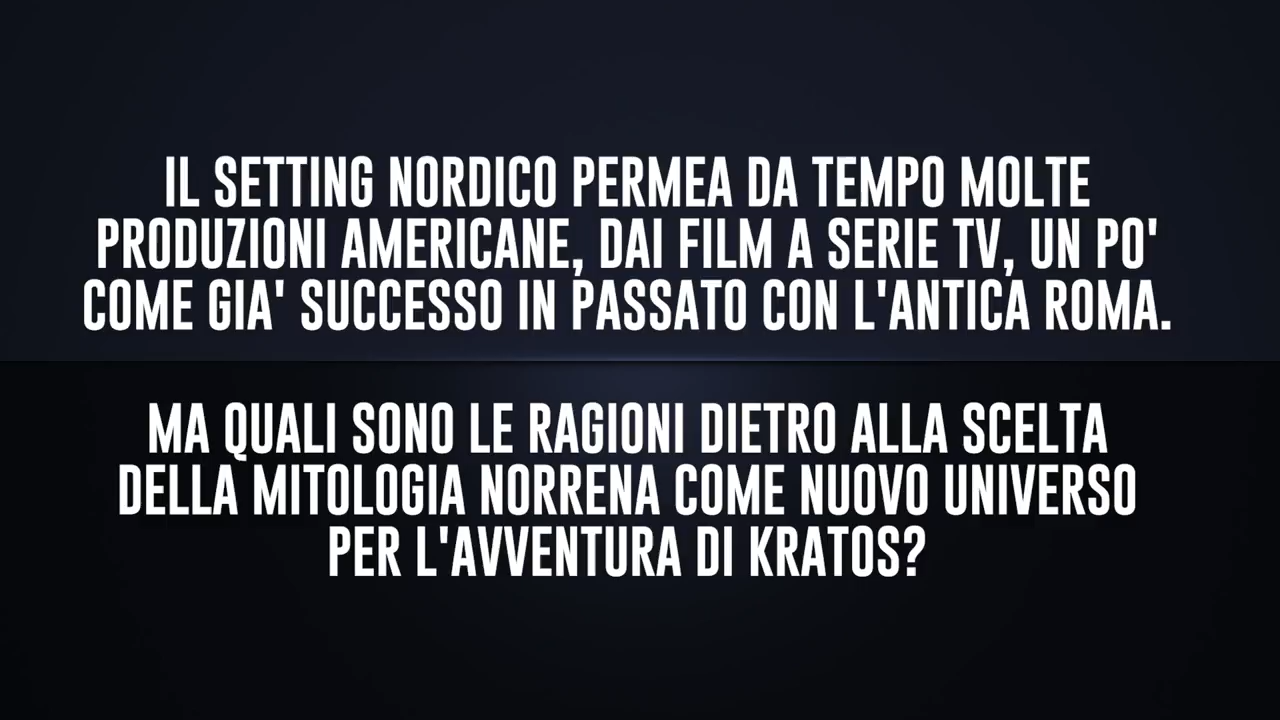 IL SETTING NORDICO PERMEA DA TEMPO MOLTE
PRODUZIONI AMERICANE, DAI FILM A SERIE TV, UN PO'
COME GIA' SUCCESSO IN PASSATO CON L'ANTICA ROMA.
MA QUALI SONO LE RAGIONI DIETRO ALLA SCELTA
DELLA MITOLOGIA NORRENA COME NUOVO UNIVERSO
PER L'AVVENTURA DI KRATOS?